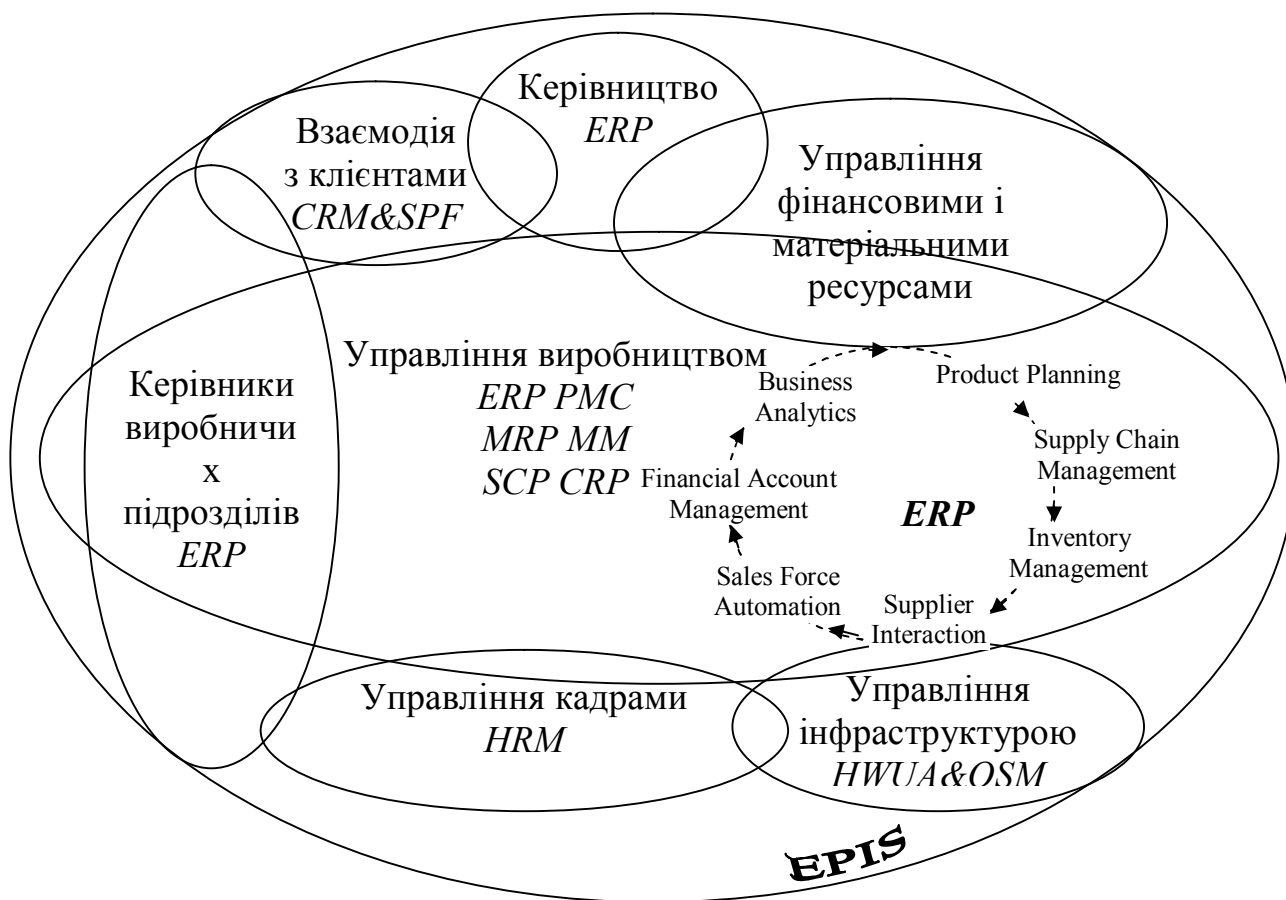 Керівництво
ERP
Взаємодія
з клієнтами
CRM&SPF
Управління
фінансовими і
матеріальними
ресурсами
Управління виробництвом
ERP PMC
MRP MM
SCP CRP
Керівники
виробничи
х
підрозділів
ERP
Business
Analytics
Product Planning
Supply Chain
Management
Inventory
Management
Supplier
Interaction
Sales Force
Automation
Financial Account
Management
ERP
Управління кадрами
HRM
Управління
інфраструктурою
HWUA&OSM
EPIS